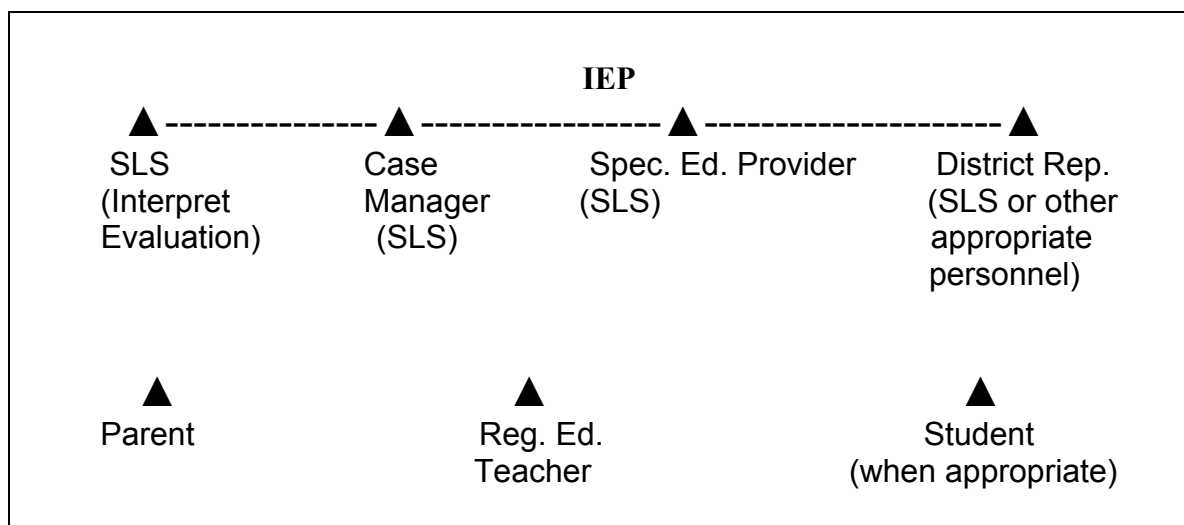 IEP
SLS
(Interpret
Evaluation)
Case
Manager
(SLS)
Spec. Ed. Provider
(SLS)
District Rep.
(SLS or other
appropriate
personnel)
Parent
Reg. Ed.
Teacher
Student
(when appropriate)